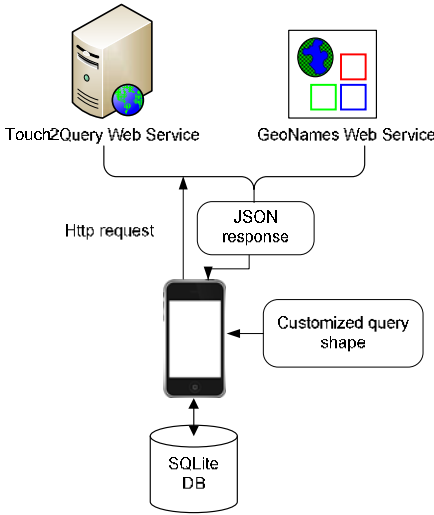 Touch2Query Web Service
GeoNames Web Service
Http request
JSON
response
Customized query
shape
SQLite
DB